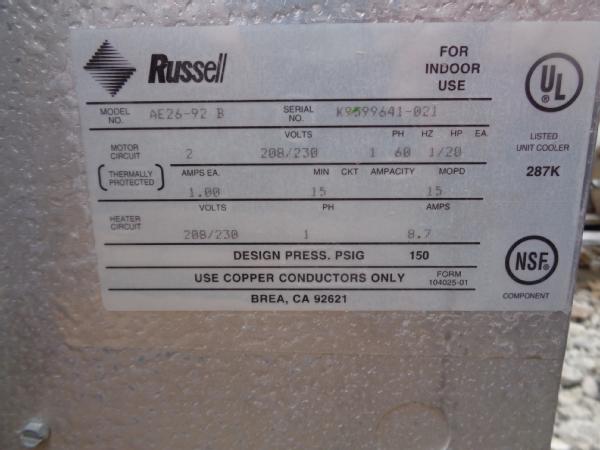 Russell
FOR
INDOOR
USE
UL
LISTED
UNIT COOLER
287K
MODEL NO. AE26-92 B SERIAL NO. K9599641-021
VOLTS PH HZ HP EA.
MOTOR CIRCUIT 2 208/230 1 60 1/20
(THERMALLY PROTECTED) AMPS EA. MIN CKT AMPACITY MOPD
1.00 15 15
VOLTS PH AMPS
HEATER CIRCUIT 208/230 1 8.7
DESIGN PRESS. PSIG 150
USE COPPER CONDUCTORS ONLY FORM 104025-01
BREA, CA 92621
NSF
COMPONENT